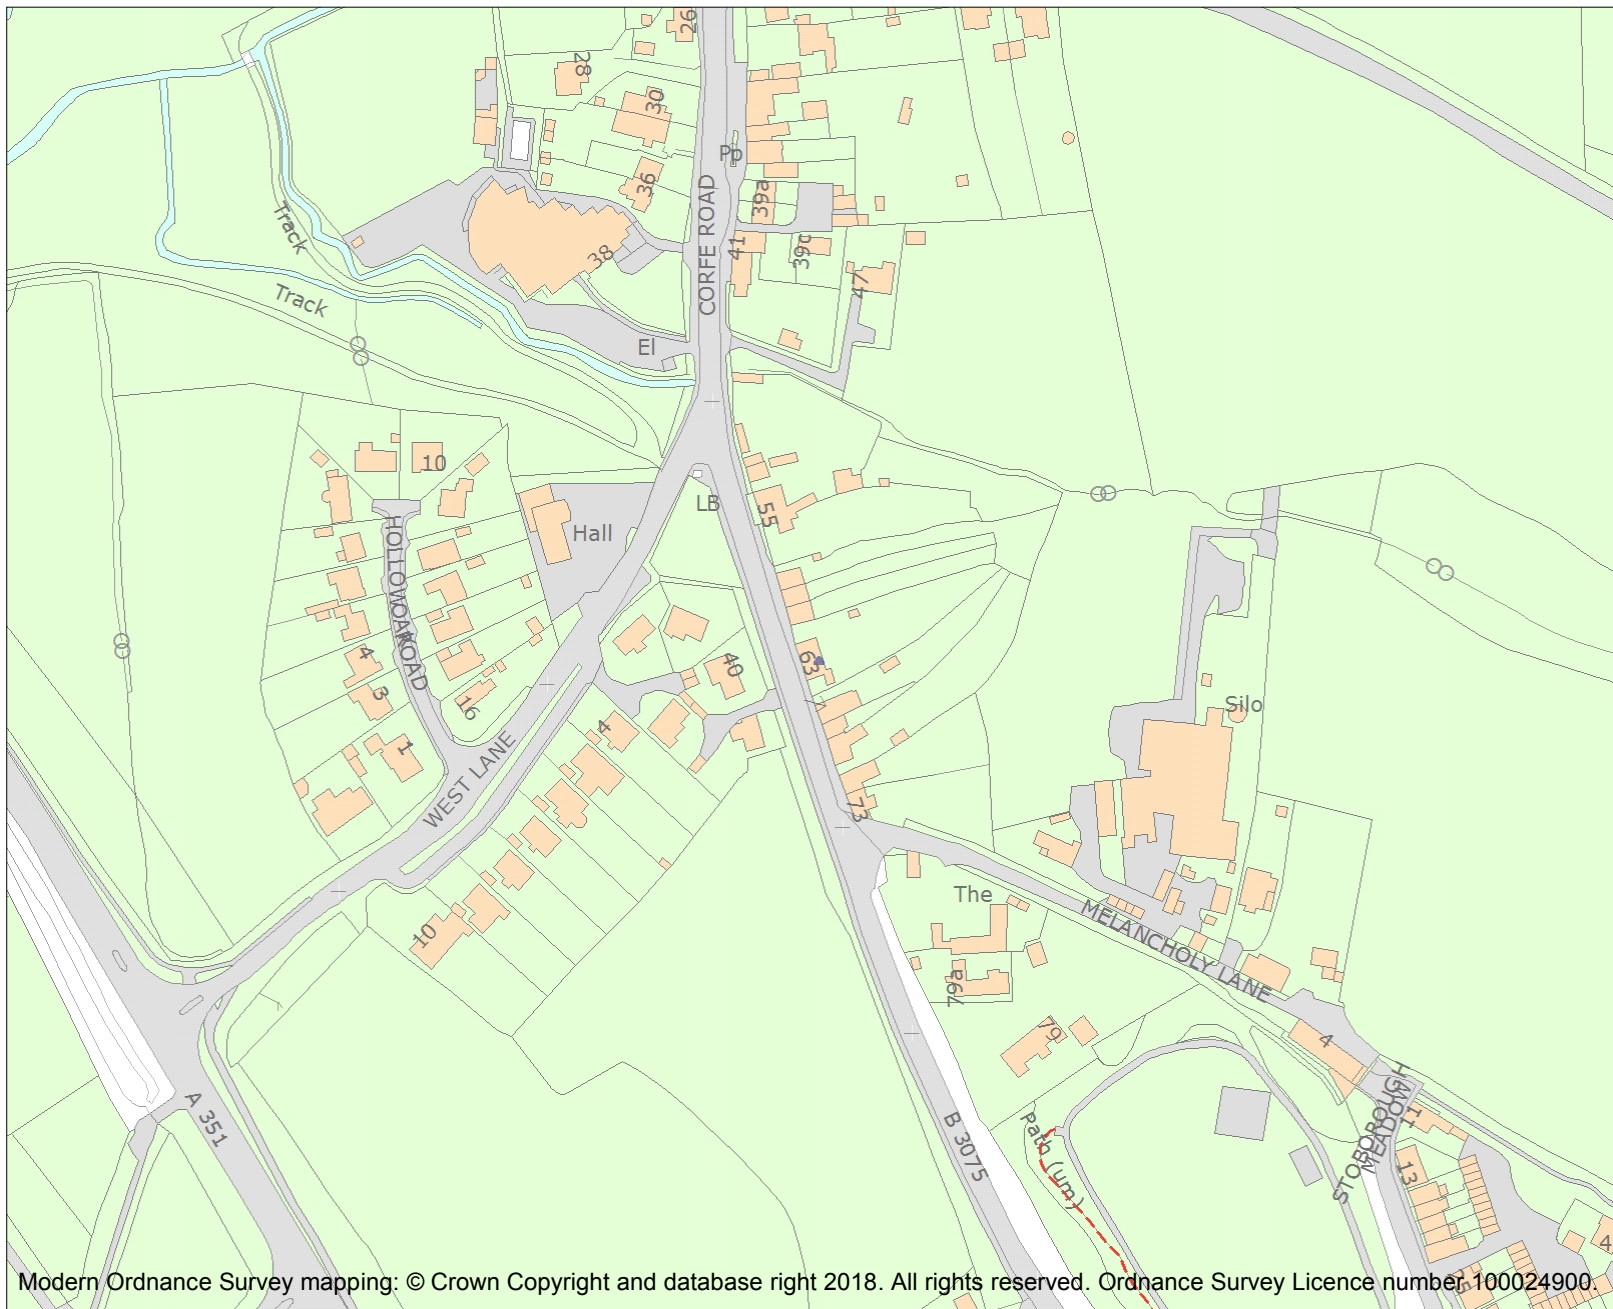 26
28
30
Pp
36
39a
CORFE ROAD
Track
41
39c
38
47
Track
El
10
LB
55
Hall
HOLLOW OAK
ROAD
4
63
40
3
16
Silo
4
1
WEST LANE
73
The
MELANCHOLY LANE
10
79a
79
4
A 351
B 3075
Path (um)
STOBOROUGH
MEADOW
11
13
4
Modern Ordnance Survey mapping: © Crown Copyright and database right 2018. All rights reserved. Ordnance Survey Licence number 100024900.